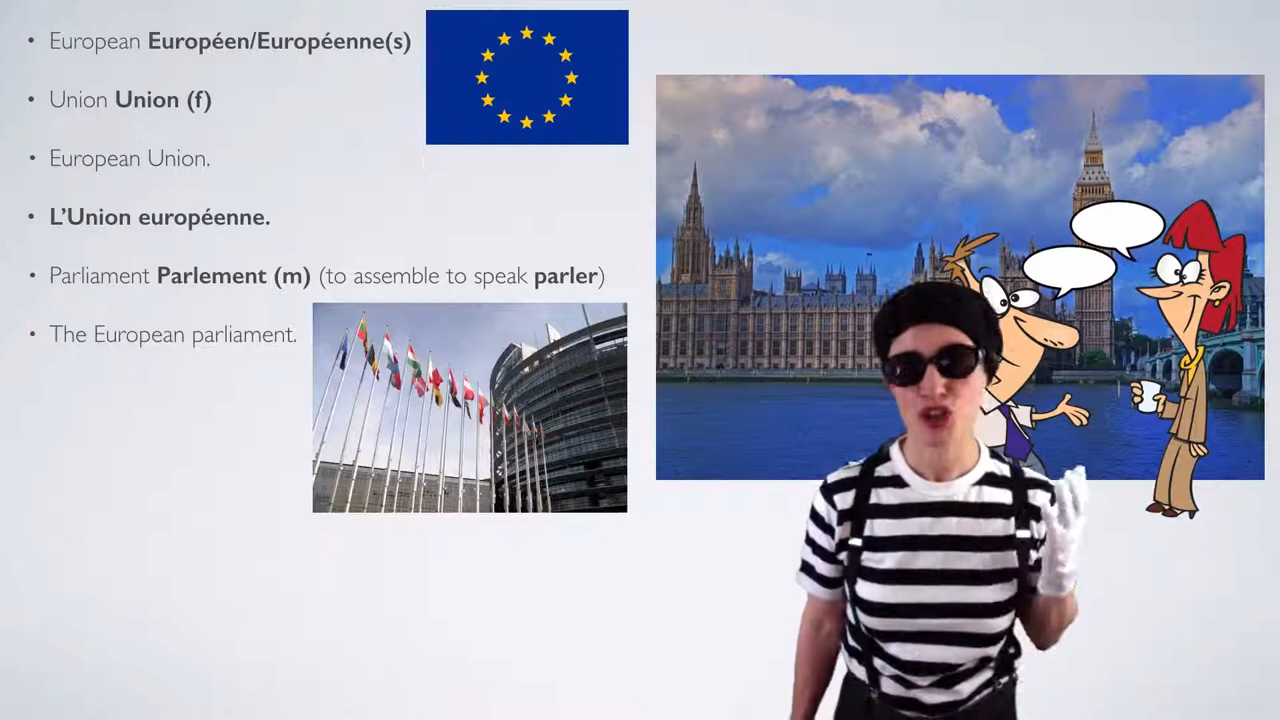 • European Européen/Européenne(s)
• Union Union (f)
• European Union.
• L’Union européenne.
• Parliament Parlement (m) (to assemble to speak parler)
• The European parliament.